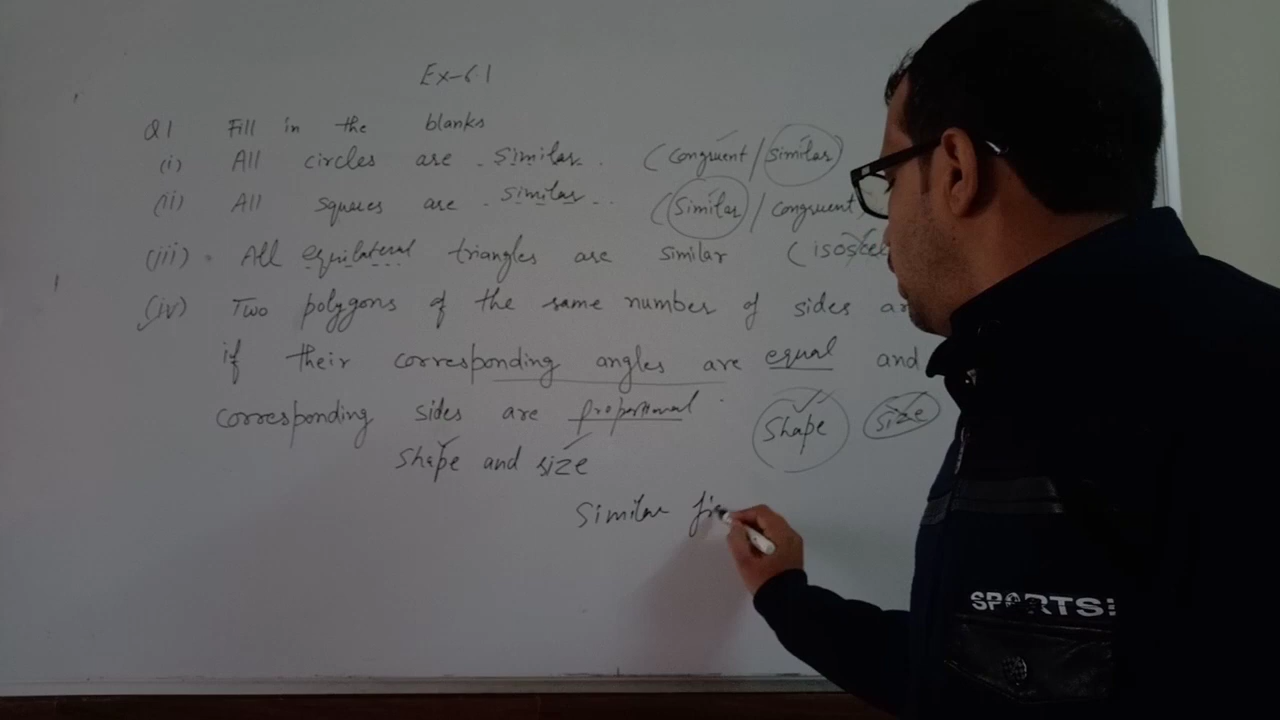 Ex-6.1
Q1 Fill in the blanks
(i) All circles are similar. (Congruent/Similar)
(ii) All squares are similar. (Similar/Congruent)
(iii) All equilateral triangles are similar
(iv) Two polygons of the same number of sides
if their corresponding angles are equal and
corresponding sides are proportional.
Shape
size
Shape and size
Similar
SPORTS